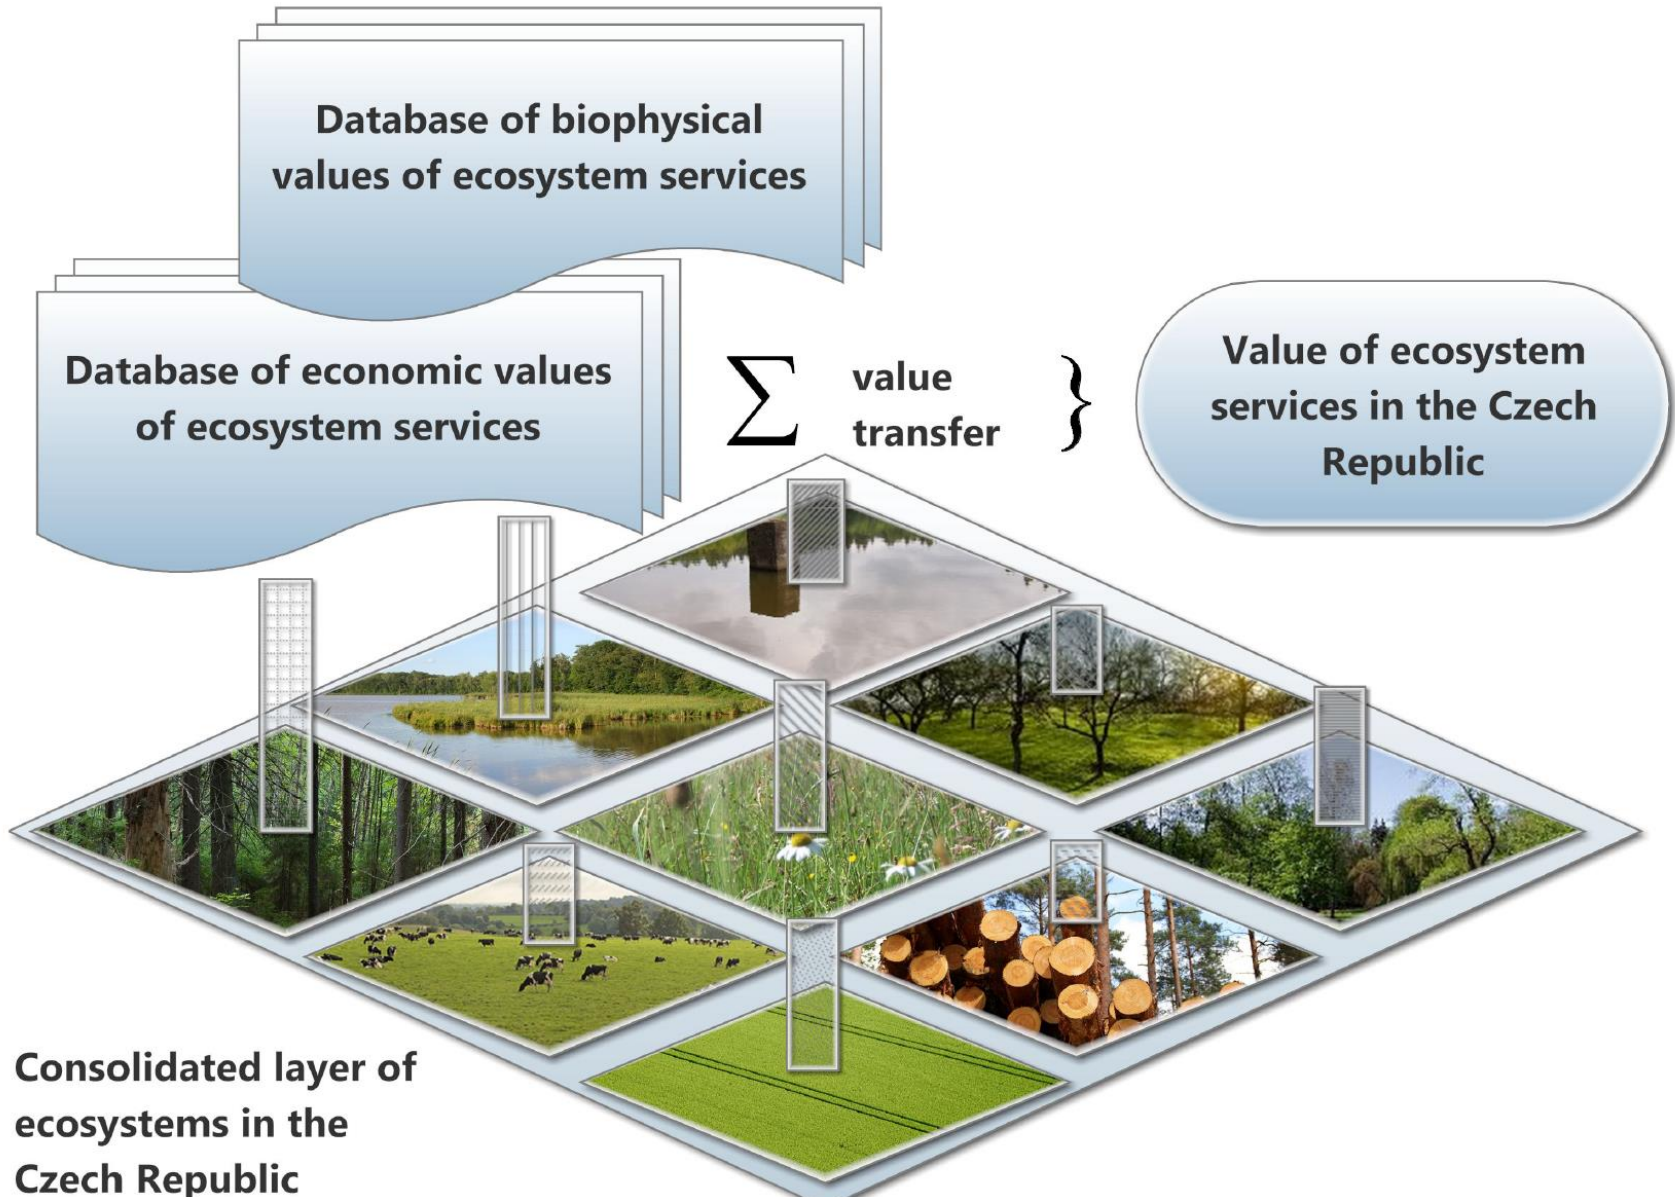 Database of biophysical
values of ecosystem services
Database of economic values
of ecosystem services
∑ value
transfer }
Value of ecosystem
services in the Czech
Republic
Consolidated layer of
ecosystems in the
Czech Republic